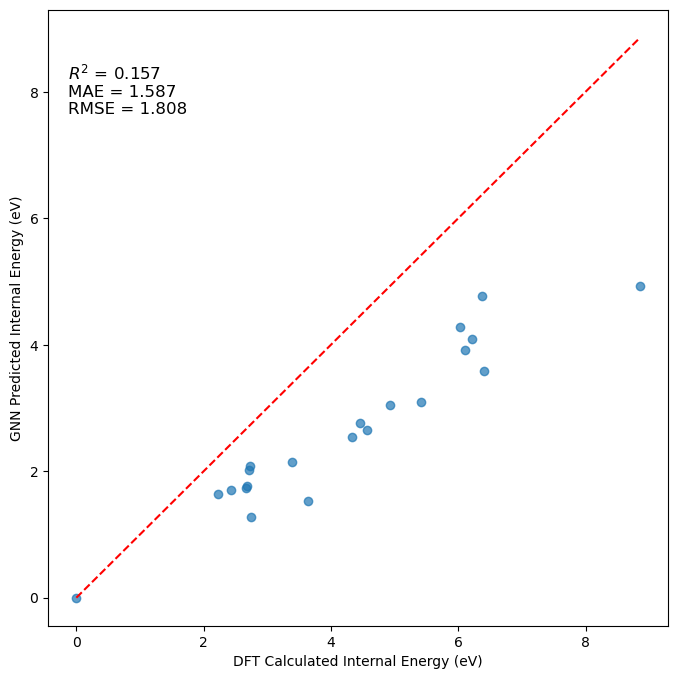 R² = 0.157
MAE = 1.587
RMSE = 1.808
8
6
4
2
0
GNN Predicted Internal Energy (eV)
0 2 4 6 8
DFT Calculated Internal Energy (eV)